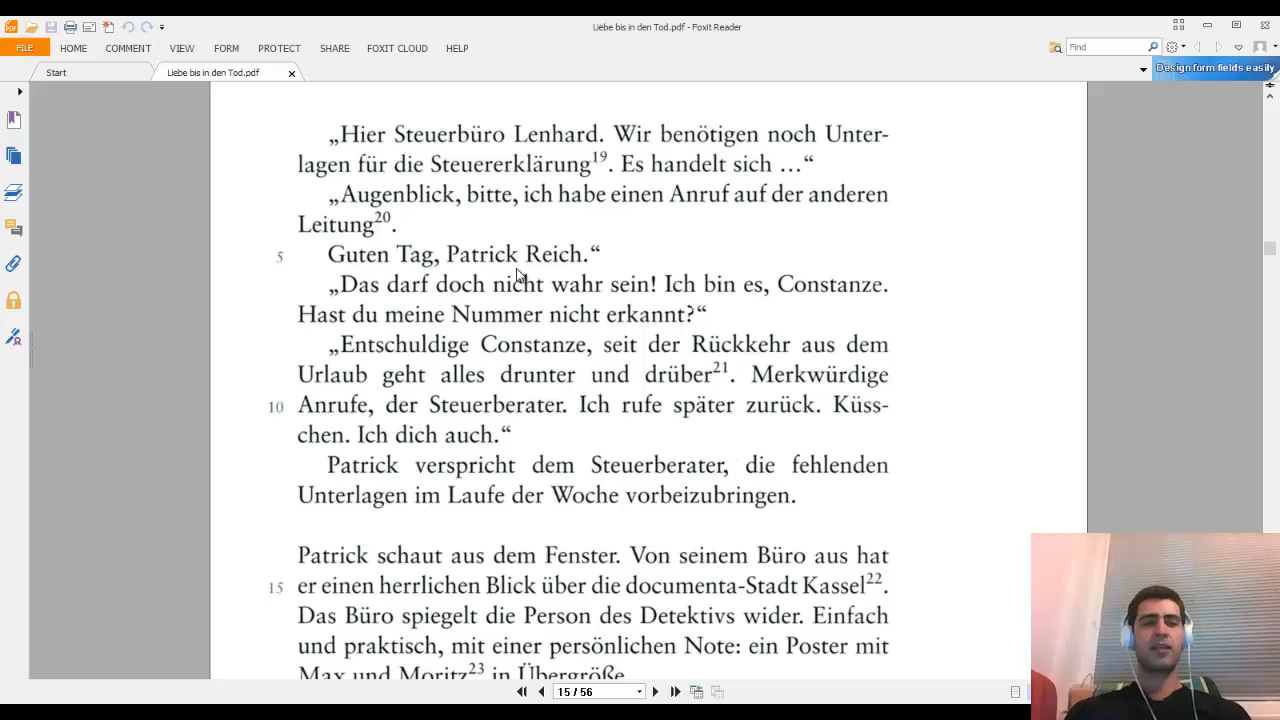 Liebe bis in den Tod.pdf - Foxit Reader
FILE HOME COMMENT VIEW FORM PROTECT SHARE FOXIT CLOUD HELP
Find
Start
Liebe bis in den Tod.pdf
Design form fields easily
„Hier Steuerbüro Lenhard. Wir benötigen noch Unter-
lagen für die Steuererklärung19. Es handelt sich …“
„Augenblick, bitte, ich habe einen Anruf auf der anderen
Leitung20.
5 Guten Tag, Patrick Reich.“
„Das darf doch nicht wahr sein! Ich bin es, Constanze.
Hast du meine Nummer nicht erkannt?“
„Entschuldige Constanze, seit der Rückkehr aus dem
Urlaub geht alles drunter und drüber21. Merkwürdige
10 Anrufe, der Steuerberater. Ich rufe später zurück. Küss-
chen. Ich dich auch.“
Patrick verspricht dem Steuerberater, die fehlenden
Unterlagen im Laufe der Woche vorbeizubringen.
Patrick schaut aus dem Fenster. Von seinem Büro aus hat
15 er einen herrlichen Blick über die documenta-Stadt Kassel22.
Das Büro spiegelt die Person des Detektivs wider. Einfach
und praktisch, mit einer persönlichen Note: ein Poster mit
Max und Moritz23 in Übergröße.
15 / 56